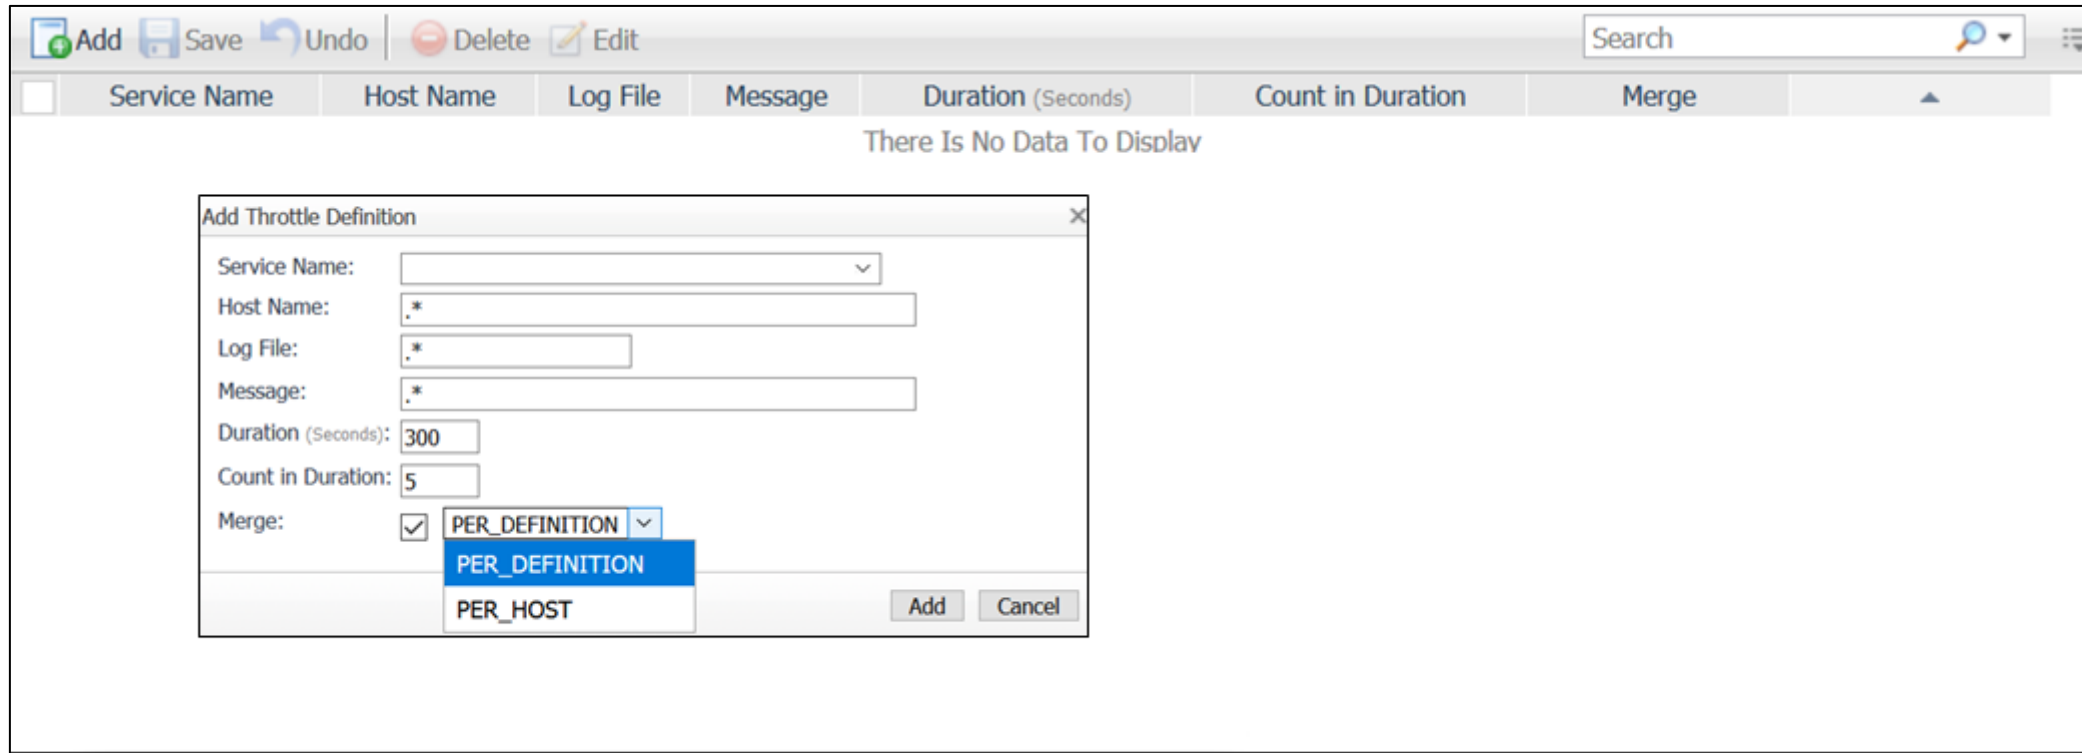 Add Save Undo Delete Edit Search
Service Name Host Name Log File Message Duration (Seconds) Count in Duration Merge
There Is No Data To Display
Add Throttle Definition
Service Name:
Host Name: .*
Log File: .*
Message: .*
Duration (Seconds): 300
Count in Duration: 5
Merge: PER_DEFINITION
PER_DEFINITION
PER_HOST
Add Cancel